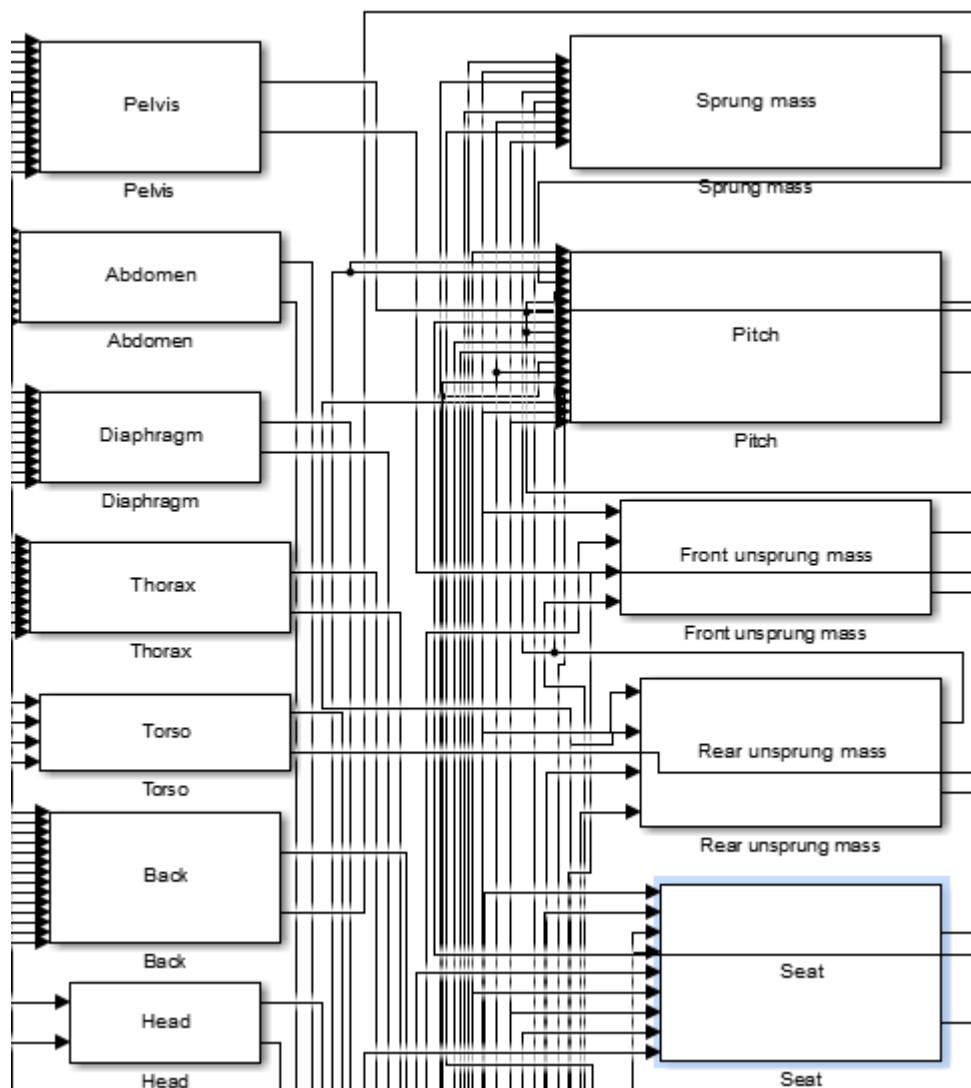 Pelvis
Pelvis
Abdomen
Abdomen
Diaphragm
Diaphragm
Thorax
Thorax
Torso
Torso
Back
Back
Head
Head
Sprung mass
Sprung mass
Pitch
Pitch
Front unsprung mass
Front unsprung mass
Rear unsprung mass
Rear unsprung mass
Seat
Seat